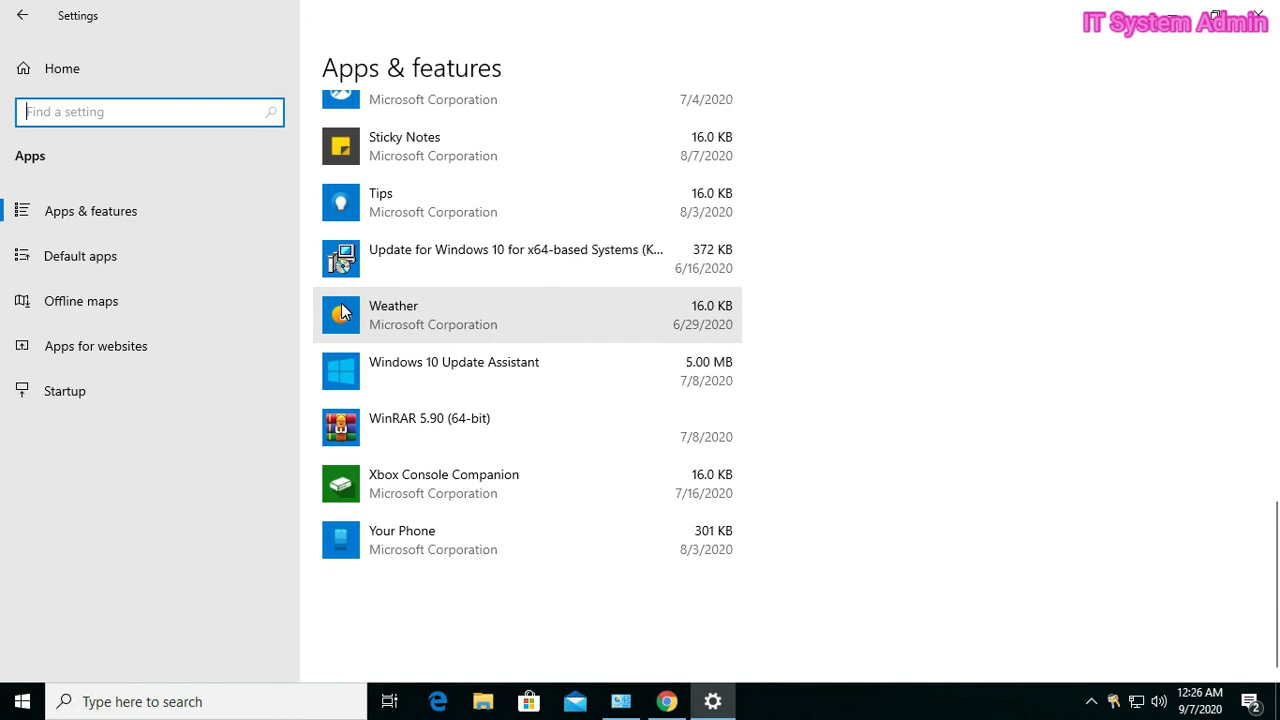 Settings
IT System Admin
Home
Find a setting
Apps
Apps & features
Default apps
Offline maps
Apps for websites
Startup
Apps & features
Microsoft Corporation 7/4/2020
Sticky Notes 16.0 KB
Microsoft Corporation 8/7/2020
Tips 16.0 KB
Microsoft Corporation 8/3/2020
Update for Windows 10 for x64-based Systems (K... 372 KB
6/16/2020
Weather 16.0 KB
Microsoft Corporation 6/29/2020
Windows 10 Update Assistant 5.00 MB
7/8/2020
WinRAR 5.90 (64-bit)
7/8/2020
Xbox Console Companion 16.0 KB
Microsoft Corporation 7/16/2020
Your Phone 301 KB
Microsoft Corporation 8/3/2020
Type here to search
12:26 AM
9/7/2020
2